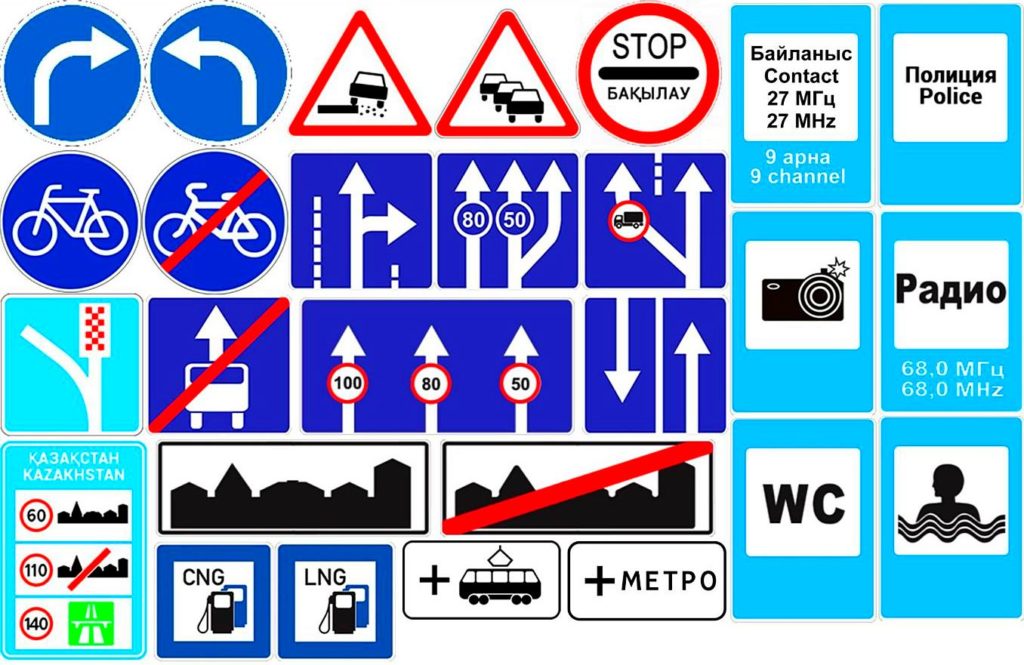 STOP
БАҚЫЛАУ
Байланыс
Contact
27 МГц
27 MHz
9 арна
9 channel
Полиция
Police
80
50
100
80
50
Радио
68,0 МГц
68,0 MHz
ҚАЗАҚСТАН
KAZAKHSTAN
60
110
140
CNG
LNG
+
+МЕТРО
WC